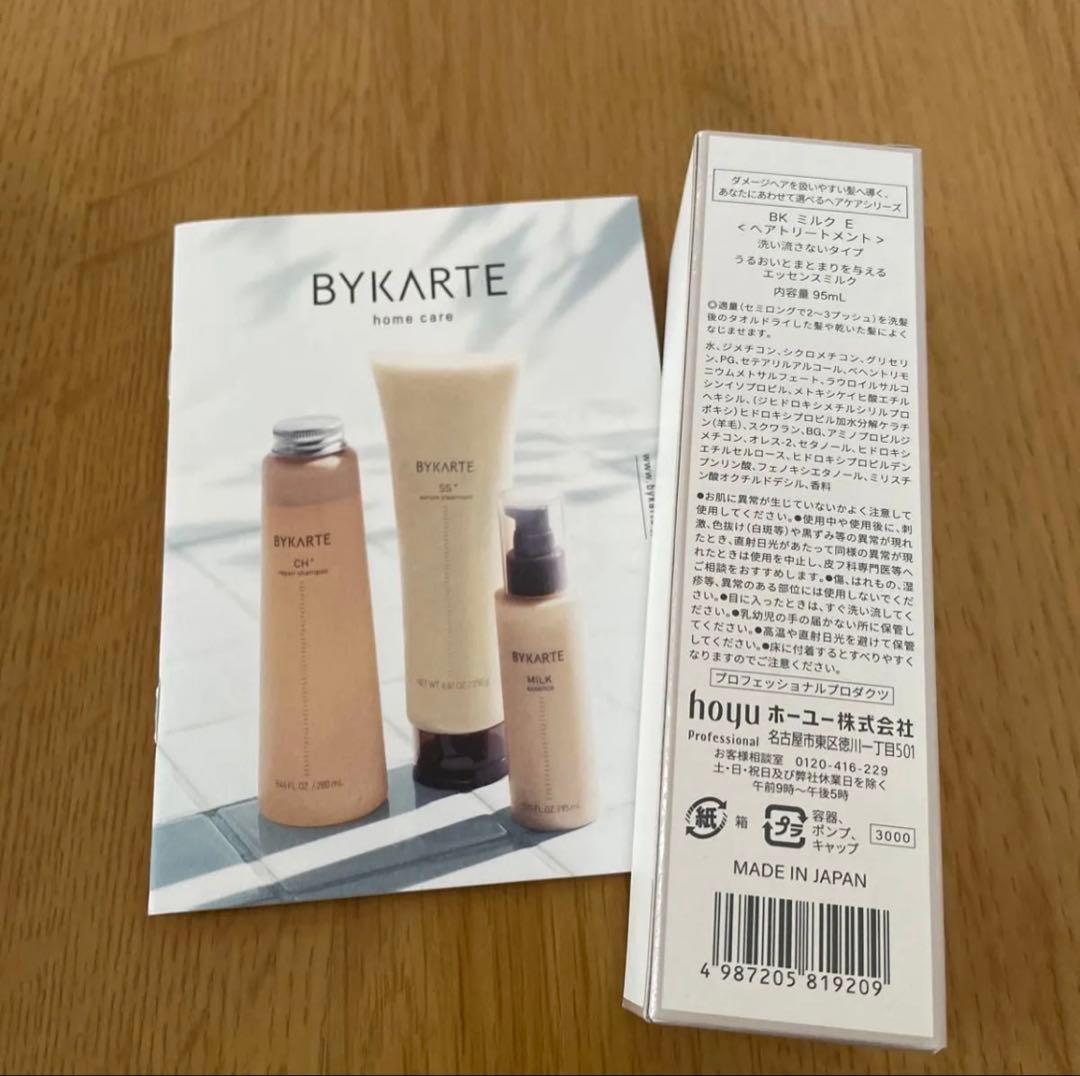 BYKARTE
home care
BYKARTE
SS+
serum treatment
BYKARTE
CH+
repair shampoo
BYKARTE
MILK
essence
ダメージヘアを扱いやすい髪へ導く、
あなたにあわせて選べるヘアケアシリーズ
BK ミルク E
<ヘアトリートメント>
洗い流さないタイプ
うるおいとまとまりを与える
エッセンスミルク
内容量 95mL
◎適量(セミロングで2〜3プッシュ)を洗髪
後のタオルドライした髪や乾いた髪によく
なじませます。
水、ジメチコン、シクロメチコン、グリセリ
ン、PG、セテアリルアルコール、ベヘントリモ
ニウムメトサルフェート、ラウロイルサルコ
シンイソプロピル、メトキシケイヒ酸エチル
ヘキシル、(ジヒドロキシメチルシリルプロ
ポキシ)ヒドロキシプロピル加水分解ケラチ
ン(羊毛)、スクワラン、BG、アミノプロピルジ
メチコン、オレス-2、セタノール、ヒドロキシ
エチルセルロース、ヒドロキシプロピルデン
プンリン酸、フェノキシエタノール、ミリスチ
ン酸オクチルドデシル、香料
●お肌に異常が生じていないかよく注意して
使用してください。●使用中や使用後に、刺
激、色抜け(白斑等)や黒ずみ等の異常が現れ
たとき、直射日光があたって同様の異常が現
れたときは使用を中止し、皮フ科専門医等へ
ご相談をおすすめします。●傷、はれもの、湿
疹等、異常のある部位には使用しないでくだ
さい。●目に入ったときは、すぐ洗い流してく
ださい。●乳幼児の手の届かない所に保管し
てください。●高温や直射日光を避けて保管
してください。●床に付着するとすべりやすく
なりますのでご注意ください。
プロフェッショナルプロダクツ
hoyu ホーユー株式会社
Professional 名古屋市東区徳川一丁目501
お客様相談室 0120-416-229
土・日・祝日及び弊社休業日を除く
午前9時〜午後5時
紙 箱
プラ 容器、
ポンプ、
キャップ
3000
MADE IN JAPAN
4 987205 819209